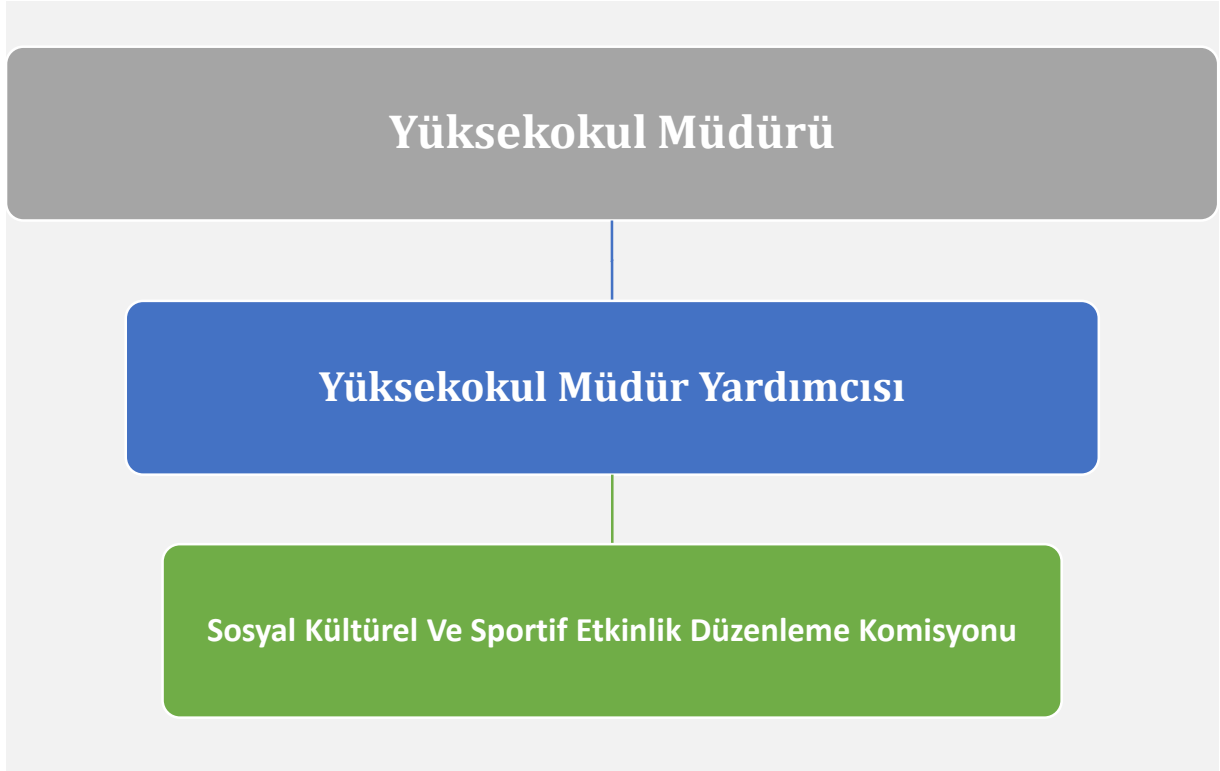 Yüksekokul Müdürü
Yüksekokul Müdür Yardımcısı
Sosyal Kültürel Ve Sportif Etkinlik Düzenleme Komisyonu